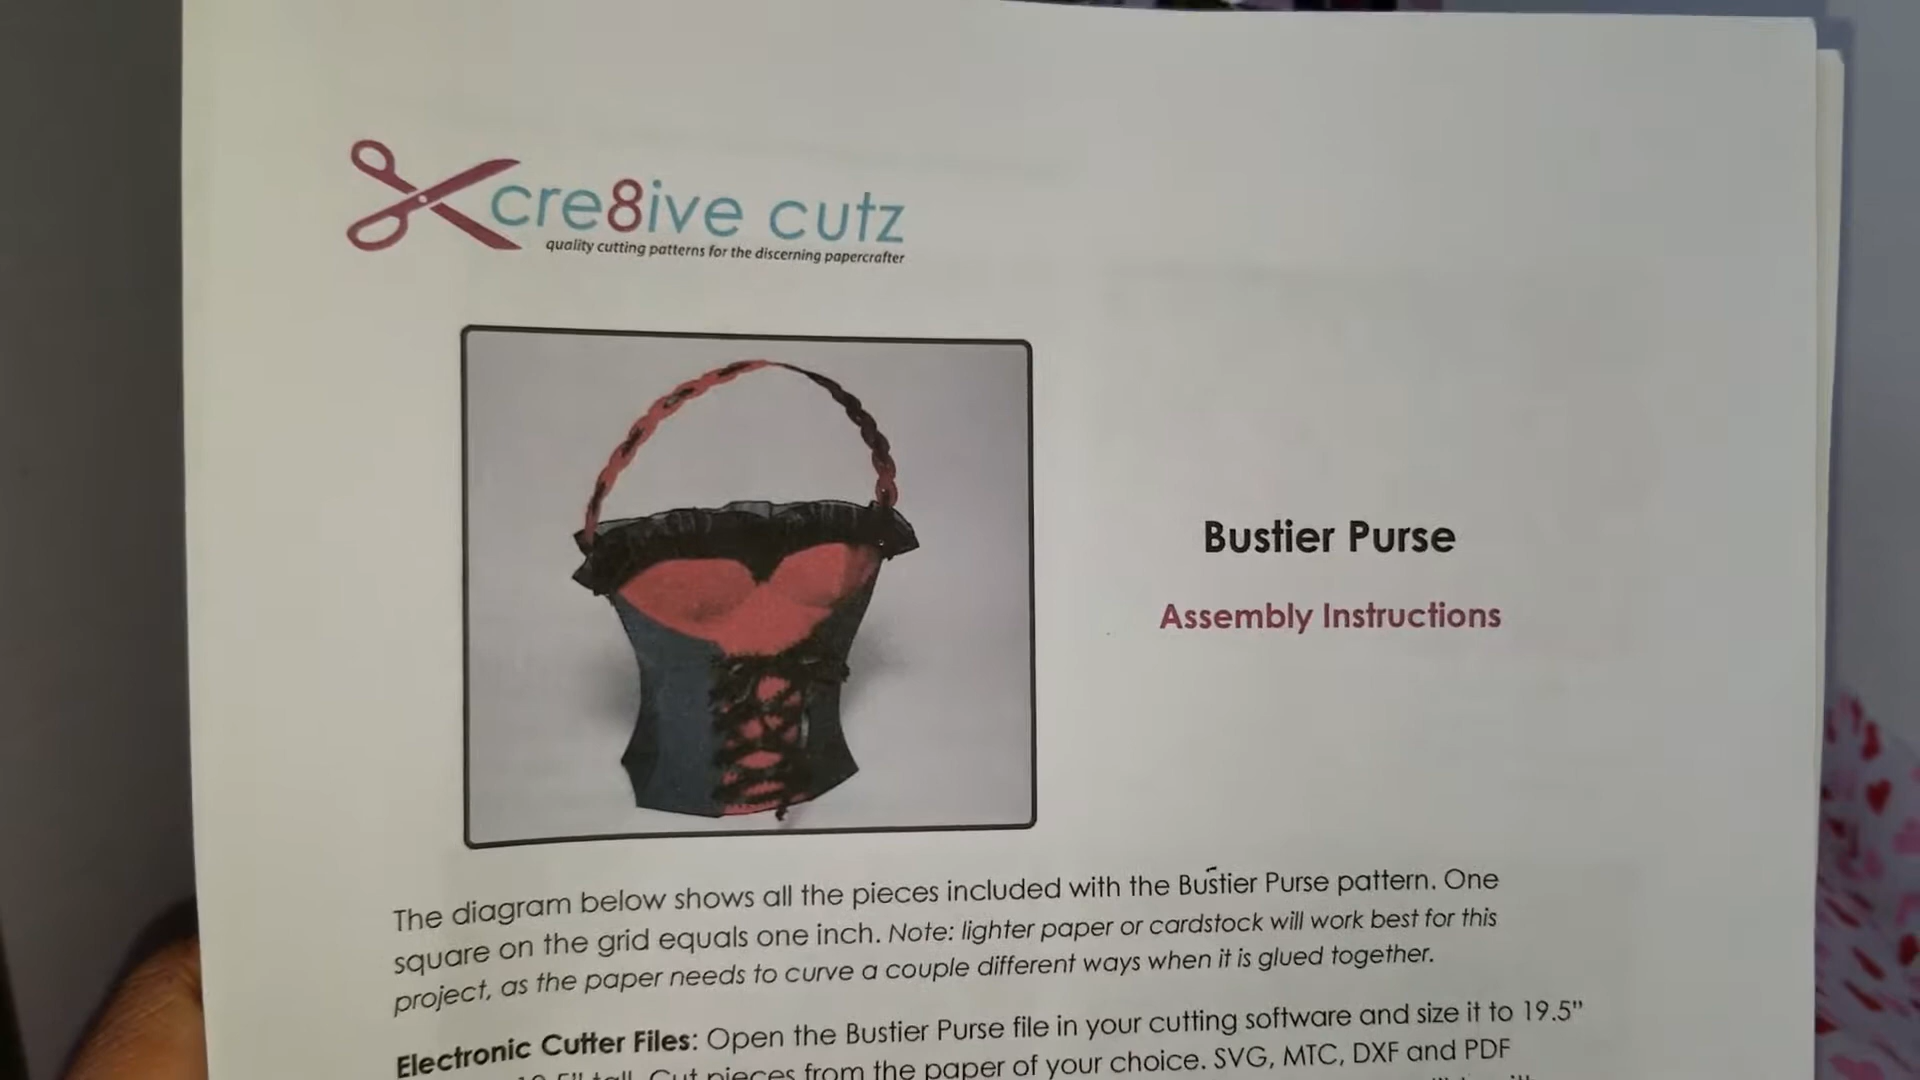 cre8ive cutz
quality cutting patterns for the discerning papercrafter
Bustier Purse
Assembly Instructions
The diagram below shows all the pieces included with the Bustier Purse pattern. One
square on the grid equals one inch. Note: lighter paper or cardstock will work best for this
project, as the paper needs to curve a couple different ways when it is glued together.
Electronic Cutter Files: Open the Bustier Purse file in your cutting software and size it to 19.5"
tall. Cut pieces from the paper of your choice. SVG, MTC, DXF and PDF